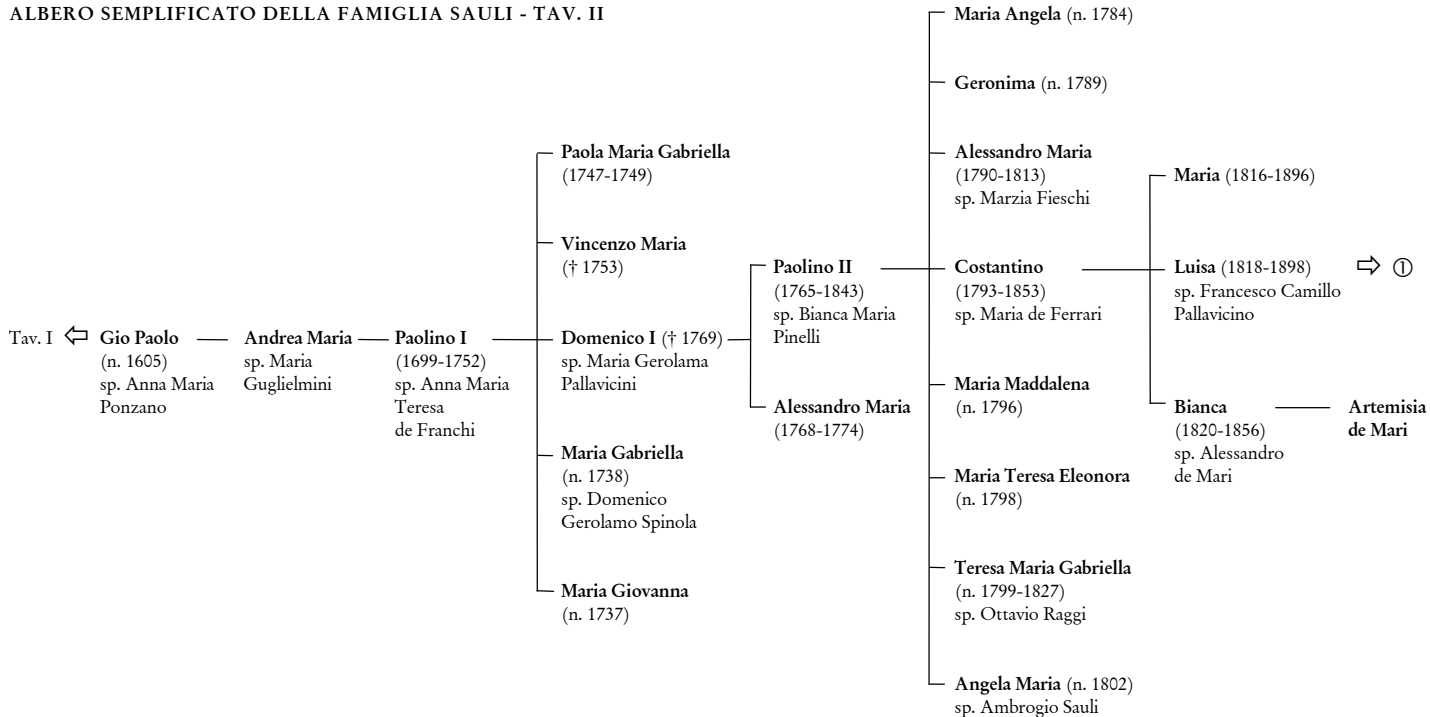 ALBERO SEMPLIFICATO DELLA FAMIGLIA SAULI - TAV. II
Tav. I
Gio Paolo
(n. 1605)
sp. Anna Maria
Ponzano
Andrea Maria
sp. Maria
Guglielmini
Paolino I
(1699-1752)
sp. Anna Maria
Teresa
de Franchi
Paola Maria Gabriella
(1747-1749)
Vincenzo Maria
(† 1753)
Domenico I († 1769)
sp. Maria Gerolama
Pallavicini
Maria Gabriella
(n. 1738)
sp. Domenico
Gerolamo Spinola
Maria Giovanna
(n. 1737)
Paolino II
(1765-1843)
sp. Bianca Maria
Pinelli
Alessandro Maria
(1768-1774)
Maria Angela (n. 1784)
Geronima (n. 1789)
Alessandro Maria
(1790-1813)
sp. Marzia Fieschi
Costantino
(1793-1853)
sp. Maria de Ferrari
Maria Maddalena
(n. 1796)
Maria Teresa Eleonora
(n. 1798)
Teresa Maria Gabriella
(n. 1799-1827)
sp. Ottavio Raggi
Angela Maria (n. 1802)
sp. Ambrogio Sauli
Maria (1816-1896)
Luisa (1818-1898) ⇨ ①
sp. Francesco Camillo
Pallavicino
Bianca
(1820-1856)
sp. Alessandro
de Mari
Artemisia
de Mari